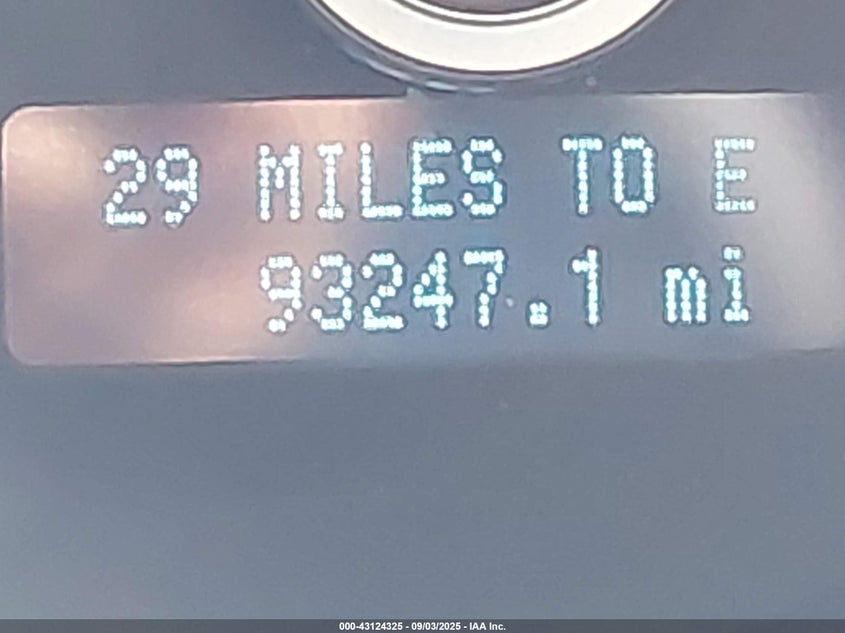 29 MILES TO E
93247.1 mi
000-43124325 - 09/03/2025 - IAA Inc.